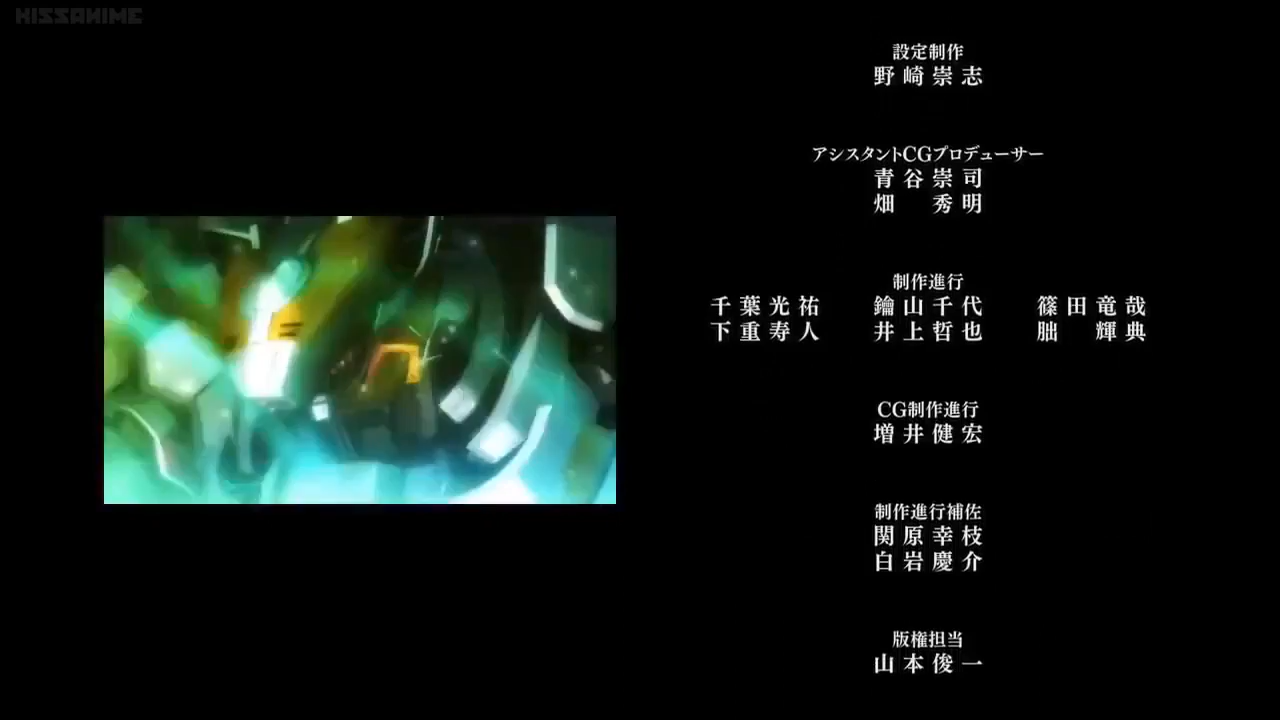 KISSANIME
設定制作
野崎崇志
アシスタントCGプロデューサー
青谷崇司
畑 秀明
制作進行
千葉光祐 鑰山千代 篠田竜哉
下重寿人 井上哲也 朏 輝典
CG制作進行
増井健宏
制作進行補佐
関原幸枝
白岩慶介
版権担当
山本俊一